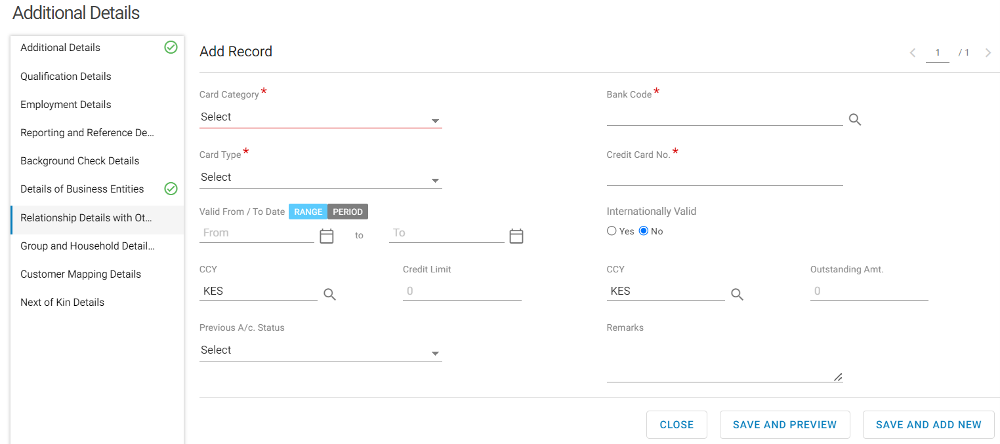 Additional Details
Additional Details
Qualification Details
Employment Details
Reporting and Reference De...
Background Check Details
Details of Business Entities
Relationship Details with Ot...
Group and Household Detail...
Customer Mapping Details
Next of Kin Details
Add Record
1 / 1
Card Category *
Select
Bank Code *
Card Type *
Select
Credit Card No. *
Valid From / To Date RANGE PERIOD
From to To
Internationally Valid
Yes No
CCY Credit Limit CCY Outstanding Amt.
KES 0 KES 0
Previous A/c. Status
Select
Remarks
CLOSE SAVE AND PREVIEW SAVE AND ADD NEW